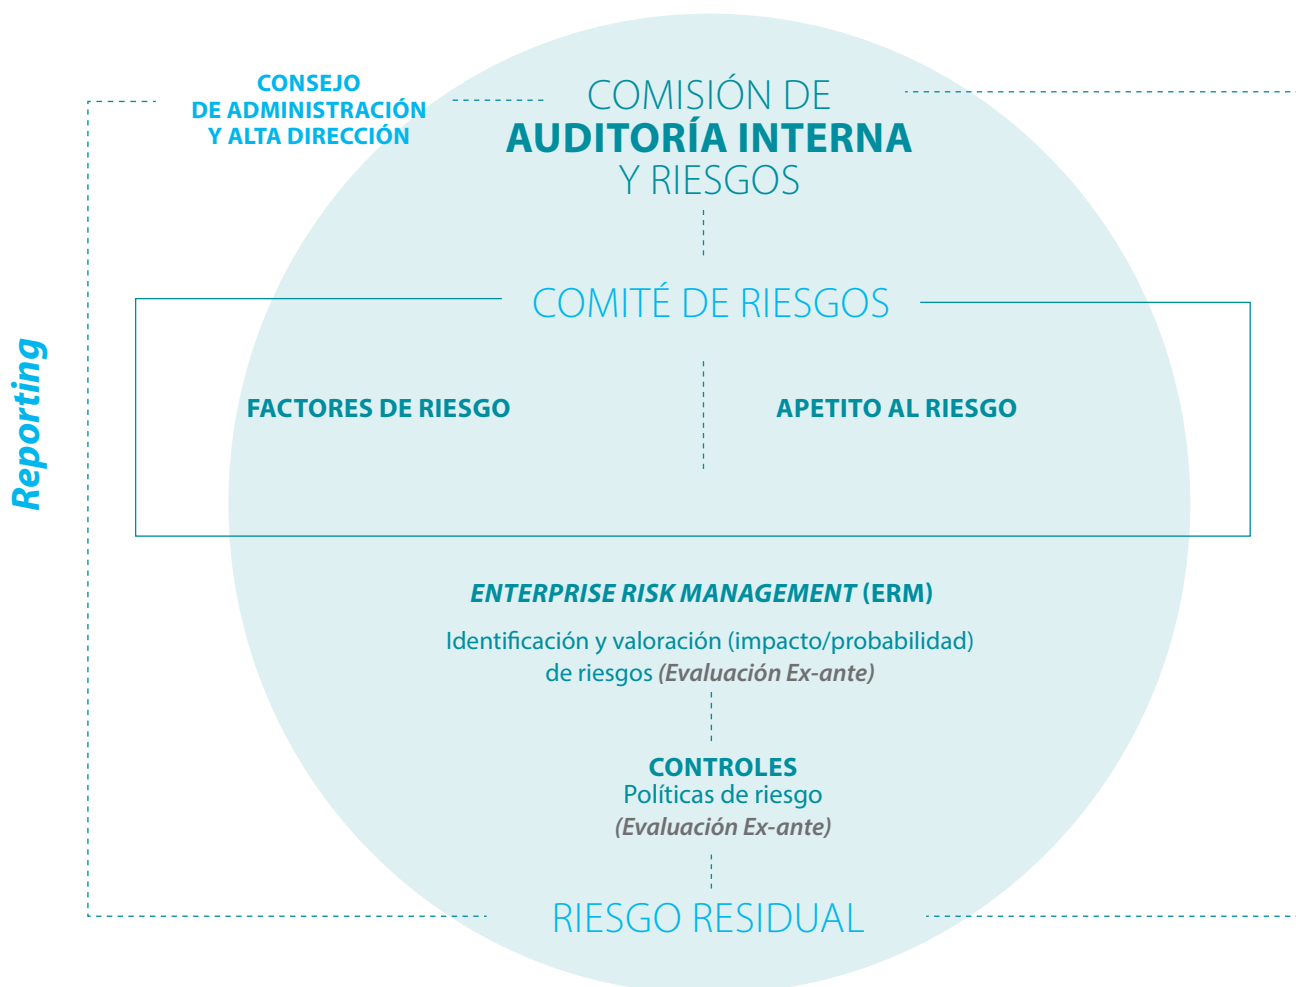 CONSEJO
DE ADMINISTRACIÓN
Y ALTA DIRECCIÓN
COMISIÓN DE
AUDITORÍA INTERNA
Y RIESGOS
COMITÉ DE RIESGOS
Reporting
FACTORES DE RIESGO
APETITO AL RIESGO
ENTERPRISE RISK MANAGEMENT (ERM)
Identificación y valoración (impacto/probabilidad)
de riesgos (Evaluación Ex-ante)
CONTROLES
Políticas de riesgo
(Evaluación Ex-ante)
RIESGO RESIDUAL